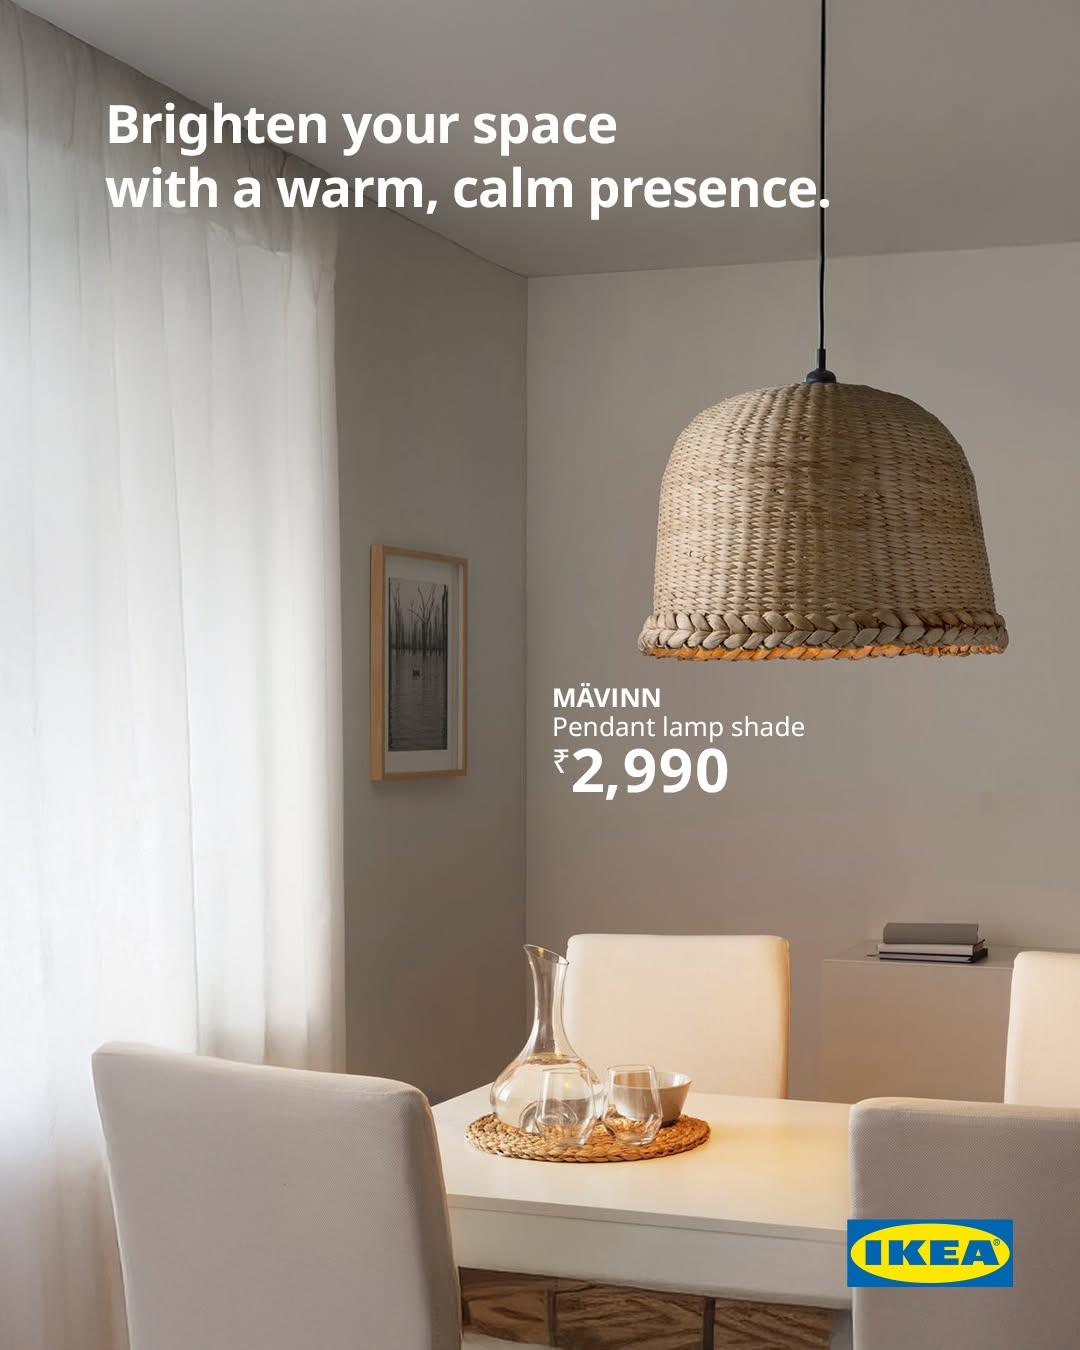 Brighten your space
with a warm, calm presence.
MÄVINN
Pendant lamp shade
₹2,990
IKEA®